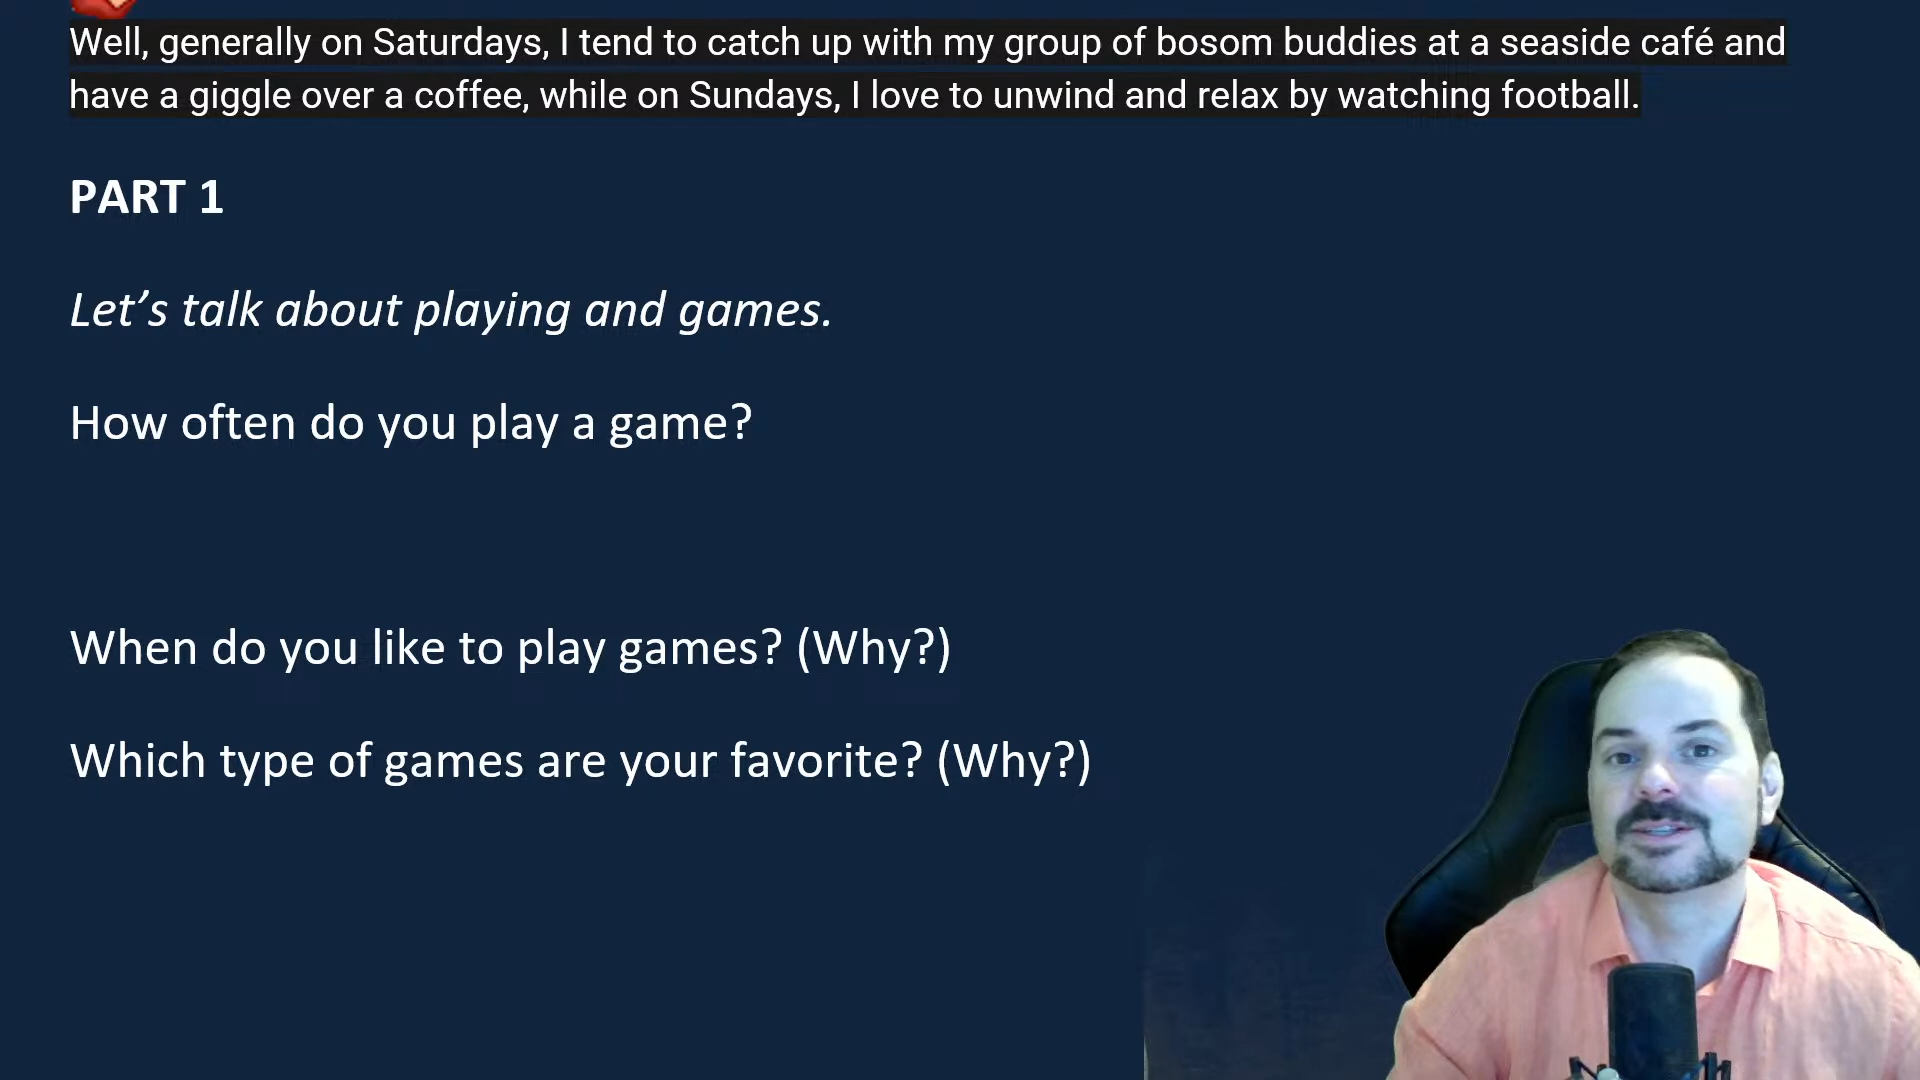 Well, generally on Saturdays, I tend to catch up with my group of bosom buddies at a seaside café and
have a giggle over a coffee, while on Sundays, I love to unwind and relax by watching football.
PART 1
Let’s talk about playing and games.
How often do you play a game?
When do you like to play games? (Why?)
Which type of games are your favorite? (Why?)